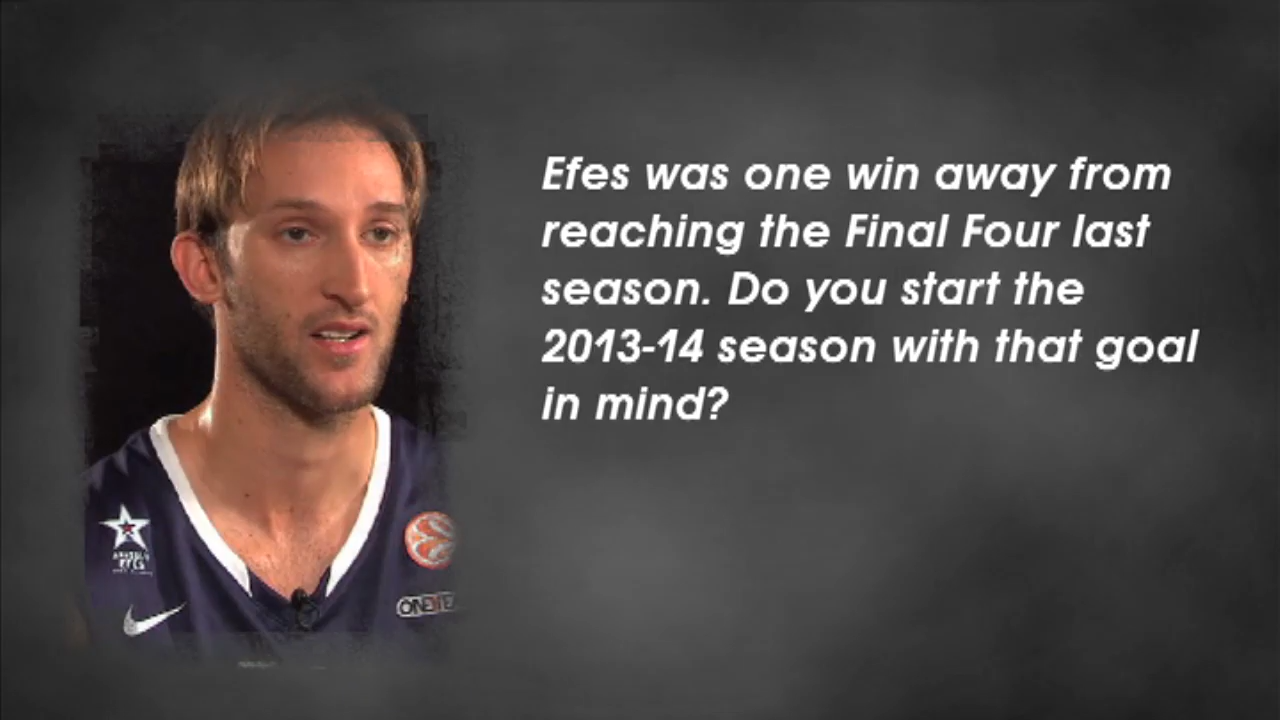 Efes was one win away from
reaching the Final Four last
season. Do you start the
2013-14 season with that goal
in mind?